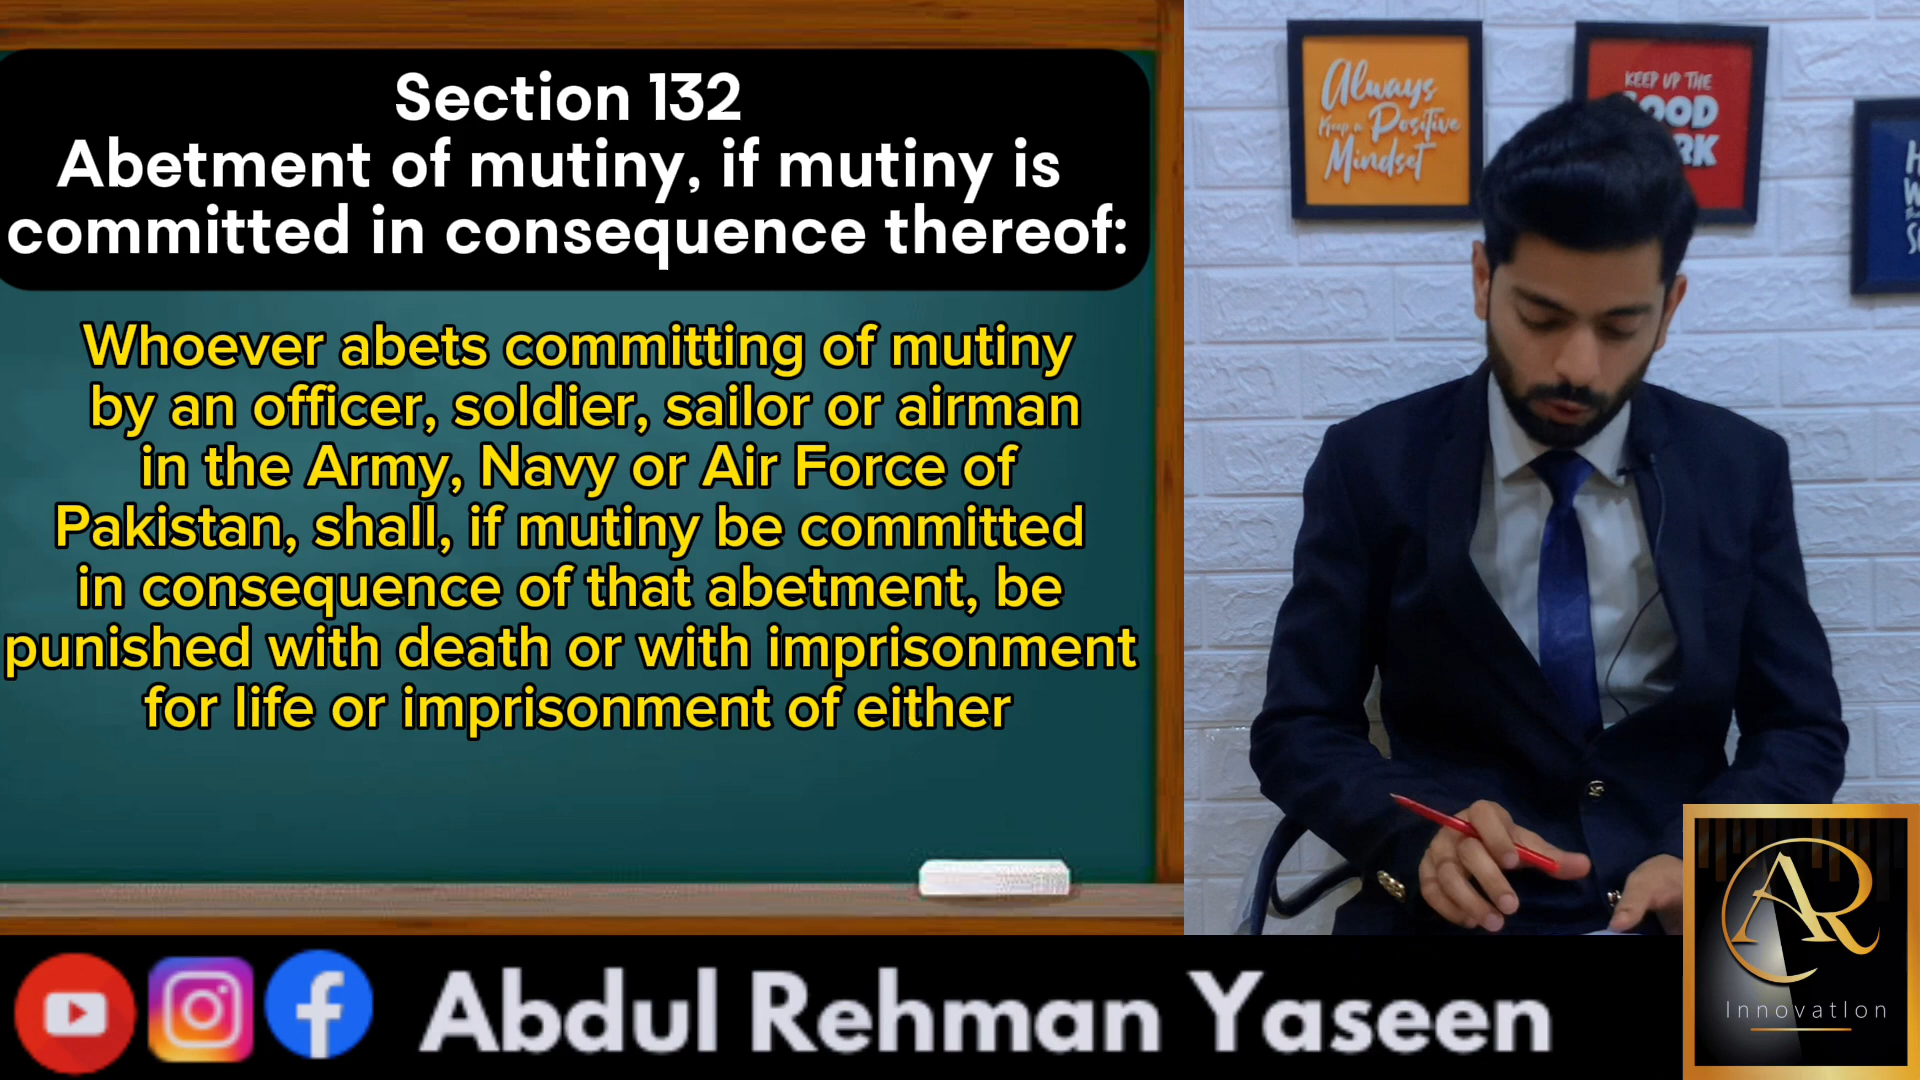 Section 132
Abetment of mutiny, if mutiny is
committed in consequence thereof:
Whoever abets committing of mutiny
by an officer, soldier, sailor or airman
in the Army, Navy or Air Force of
Pakistan, shall, if mutiny be committed
in consequence of that abetment, be
punished with death or with imprisonment
for life or imprisonment of either
Always
Keep a Positive
Mindset
KEEP UP THE
Abdul Rehman Yaseen
AR
InnovatIon